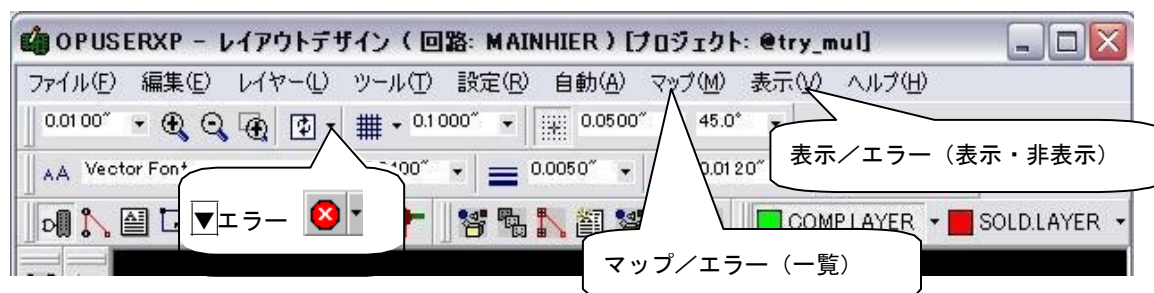 OPUSERXP - レイアウトデザイン ( 回路: MAINHIER ) [プロジェクト: @try_mul]
ファイル(F) 編集(E) レイヤー(L) ツール(T) 設定(R) 自動(A) マップ(M) 表示(V) ヘルプ(H)
0.0100" 0.1000" 0.0500" 45.0°
表示／エラー（表示・非表示）
AA Vector Font 0.0050" 0.0120"
▼エラー
COMP.LAYER SOLD.LAYER
マップ／エラー（一覧）